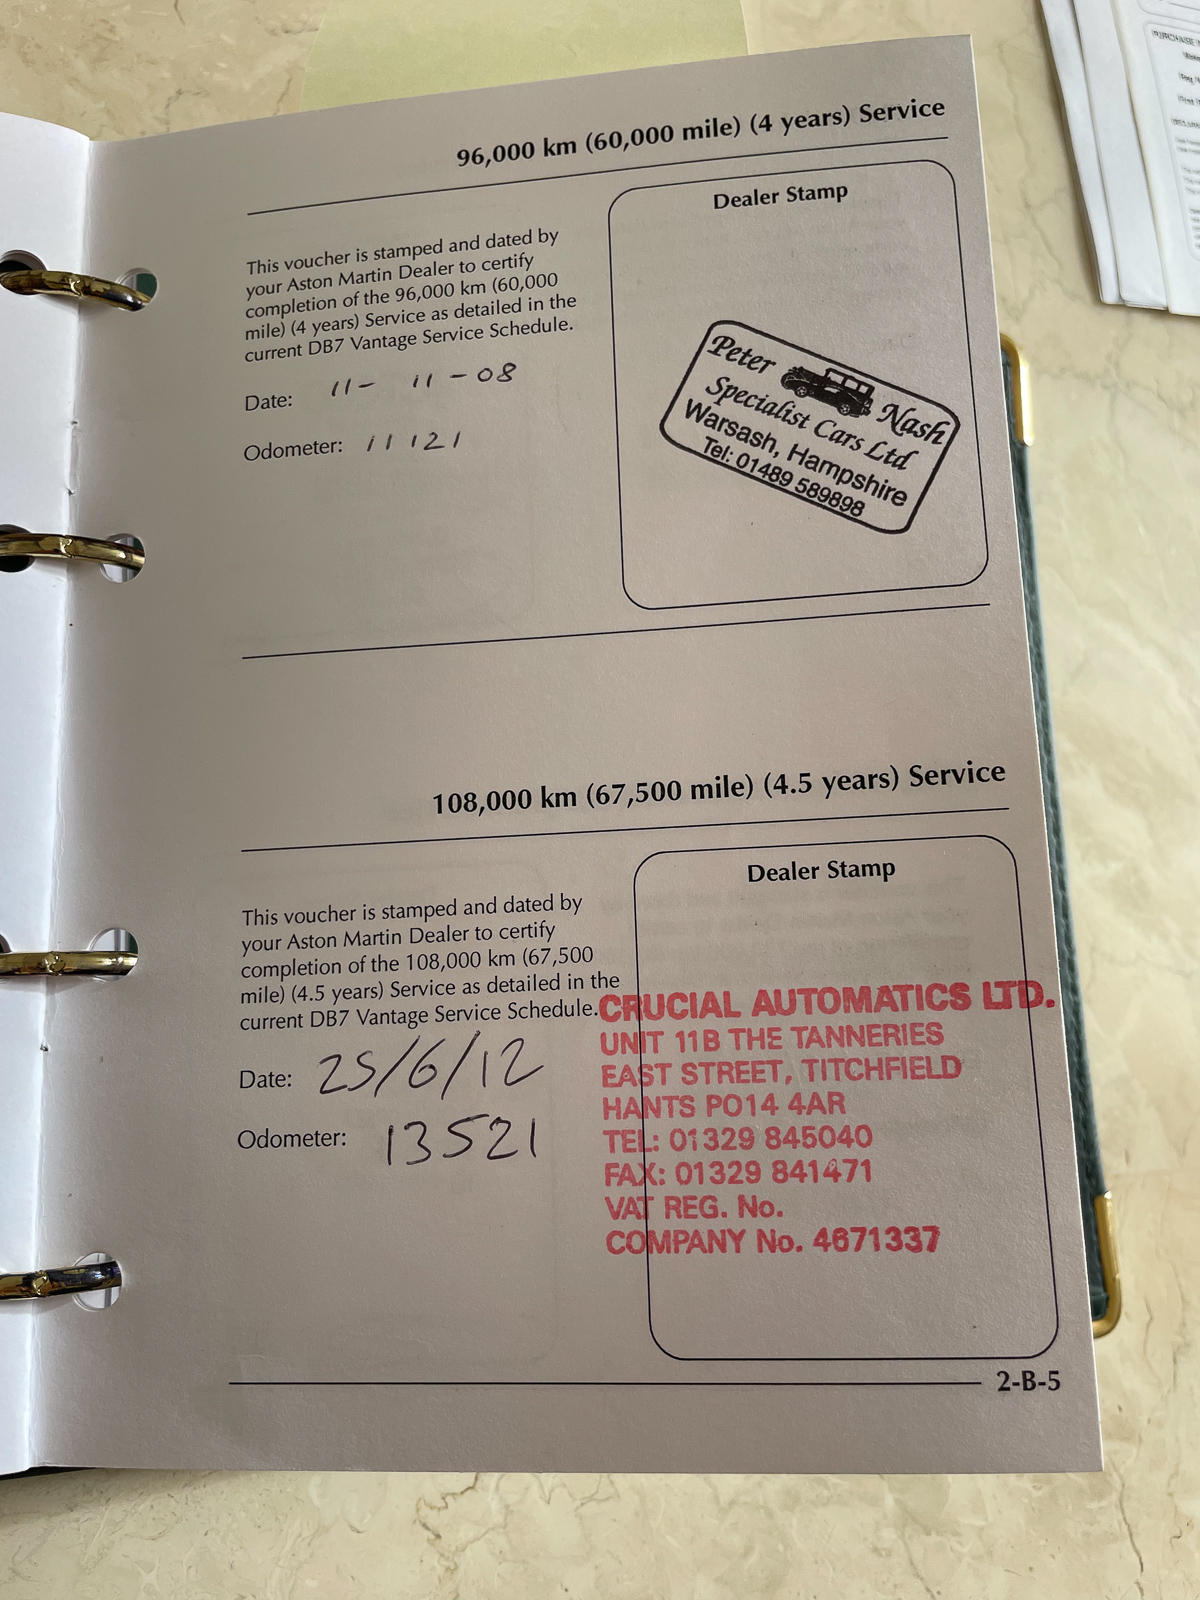 96,000 km (60,000 mile) (4 years) Service
This voucher is stamped and dated by
your Aston Martin Dealer to certify
completion of the 96,000 km (60,000
mile) (4 years) Service as detailed in the
current DB7 Vantage Service Schedule.
Date: 11- 11-08
Odometer: 11121
Dealer Stamp
Peter Nash
Specialist Cars Ltd
Warsash, Hampshire
Tel: 01489 589898
108,000 km (67,500 mile) (4.5 years) Service
This voucher is stamped and dated by
your Aston Martin Dealer to certify
completion of the 108,000 km (67,500
mile) (4.5 years) Service as detailed in the
current DB7 Vantage Service Schedule.
Date: 25/6/12
Odometer: 13521
Dealer Stamp
CRUCIAL AUTOMATICS LTD.
UNIT 11B THE TANNERIES
EAST STREET, TITCHFIELD
HANTS PO14 4AR
TEL: 01329 845040
FAX: 01329 841471
VAT REG. No.
COMPANY No. 4671337
2-B-5